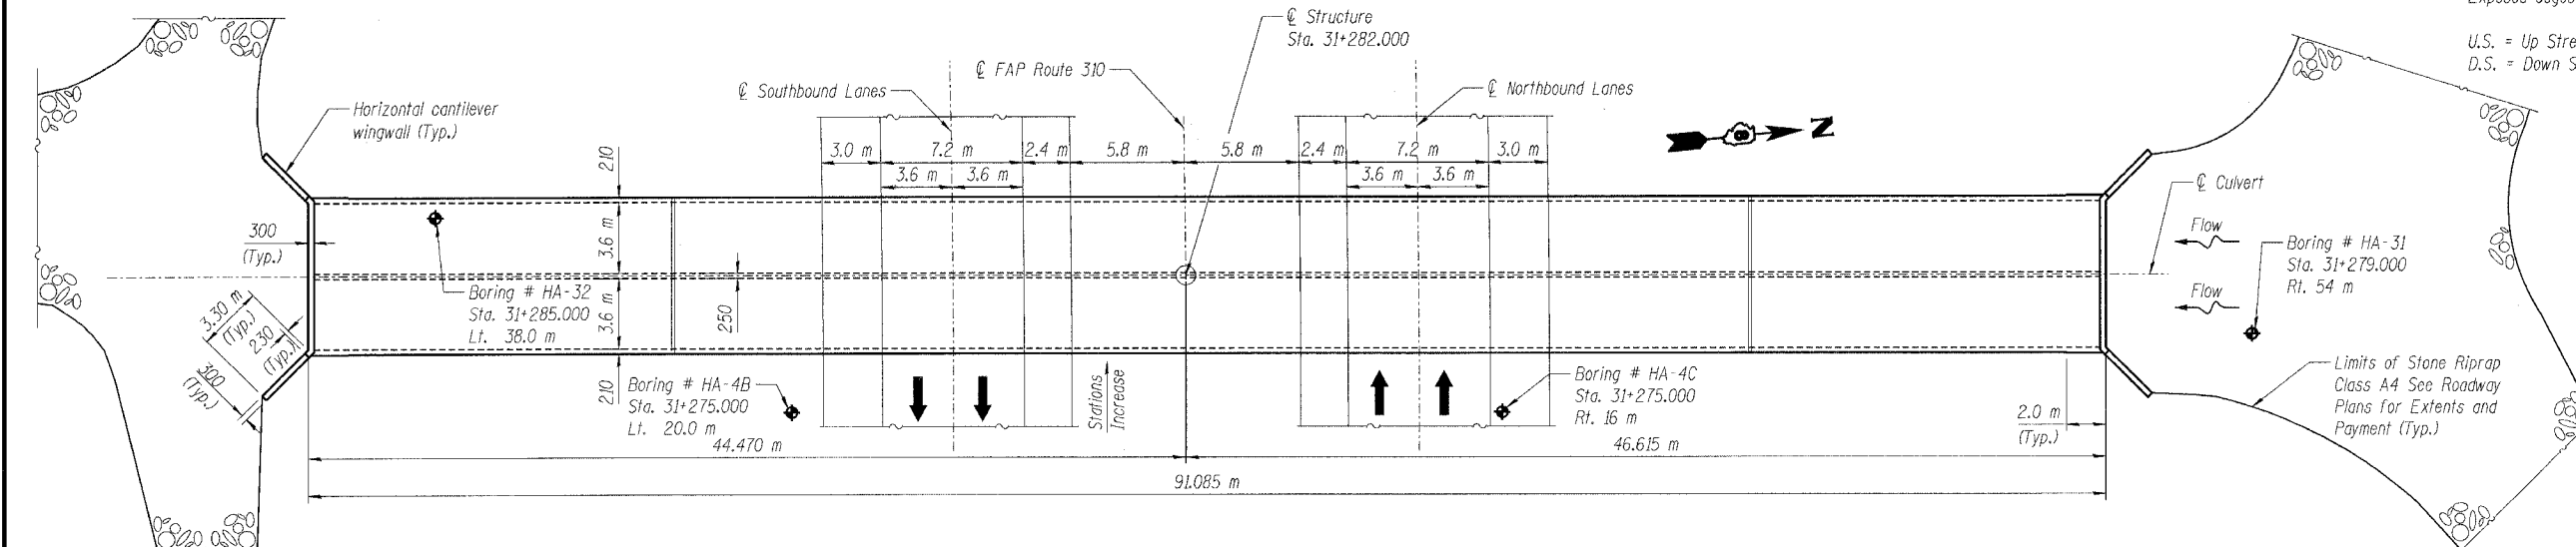 ℄ Structure
Sta. 31+282.000
U.S. = Up
D.S. = Down
℄ FAP Route 310
℄ Southbound Lanes
℄ Northbound Lanes
Horizontal cantilever
wingwall (Typ.)
N
210
3.0 m
7.2 m
2.4 m
5.8 m
5.8 m
2.4 m
7.2 m
3.0 m
3.6 m
3.6 m
3.6 m
3.6 m
℄ Culvert
300
(Typ.)
3.6 m
Flow
Boring # HA-31
Sta. 31+279.000
Rt. 54 m
Boring # HA-32
Sta. 31+285.000
Lt. 38.0 m
3.6 m
250
Flow
3.30 m
(Typ.)
230
(Typ.)
300
(Typ.)
210
Boring # HA-4B
Sta. 31+275.000
Lt. 20.0 m
Stations
Increase
Boring # HA-4C
Sta. 31+275.000
Rt. 16 m
Limits of Stone Riprap
Class A4 See Roadway
Plans for Extents and
Payment (Typ.)
2.0 m
(Typ.)
44.470 m
46.615 m
91.085 m